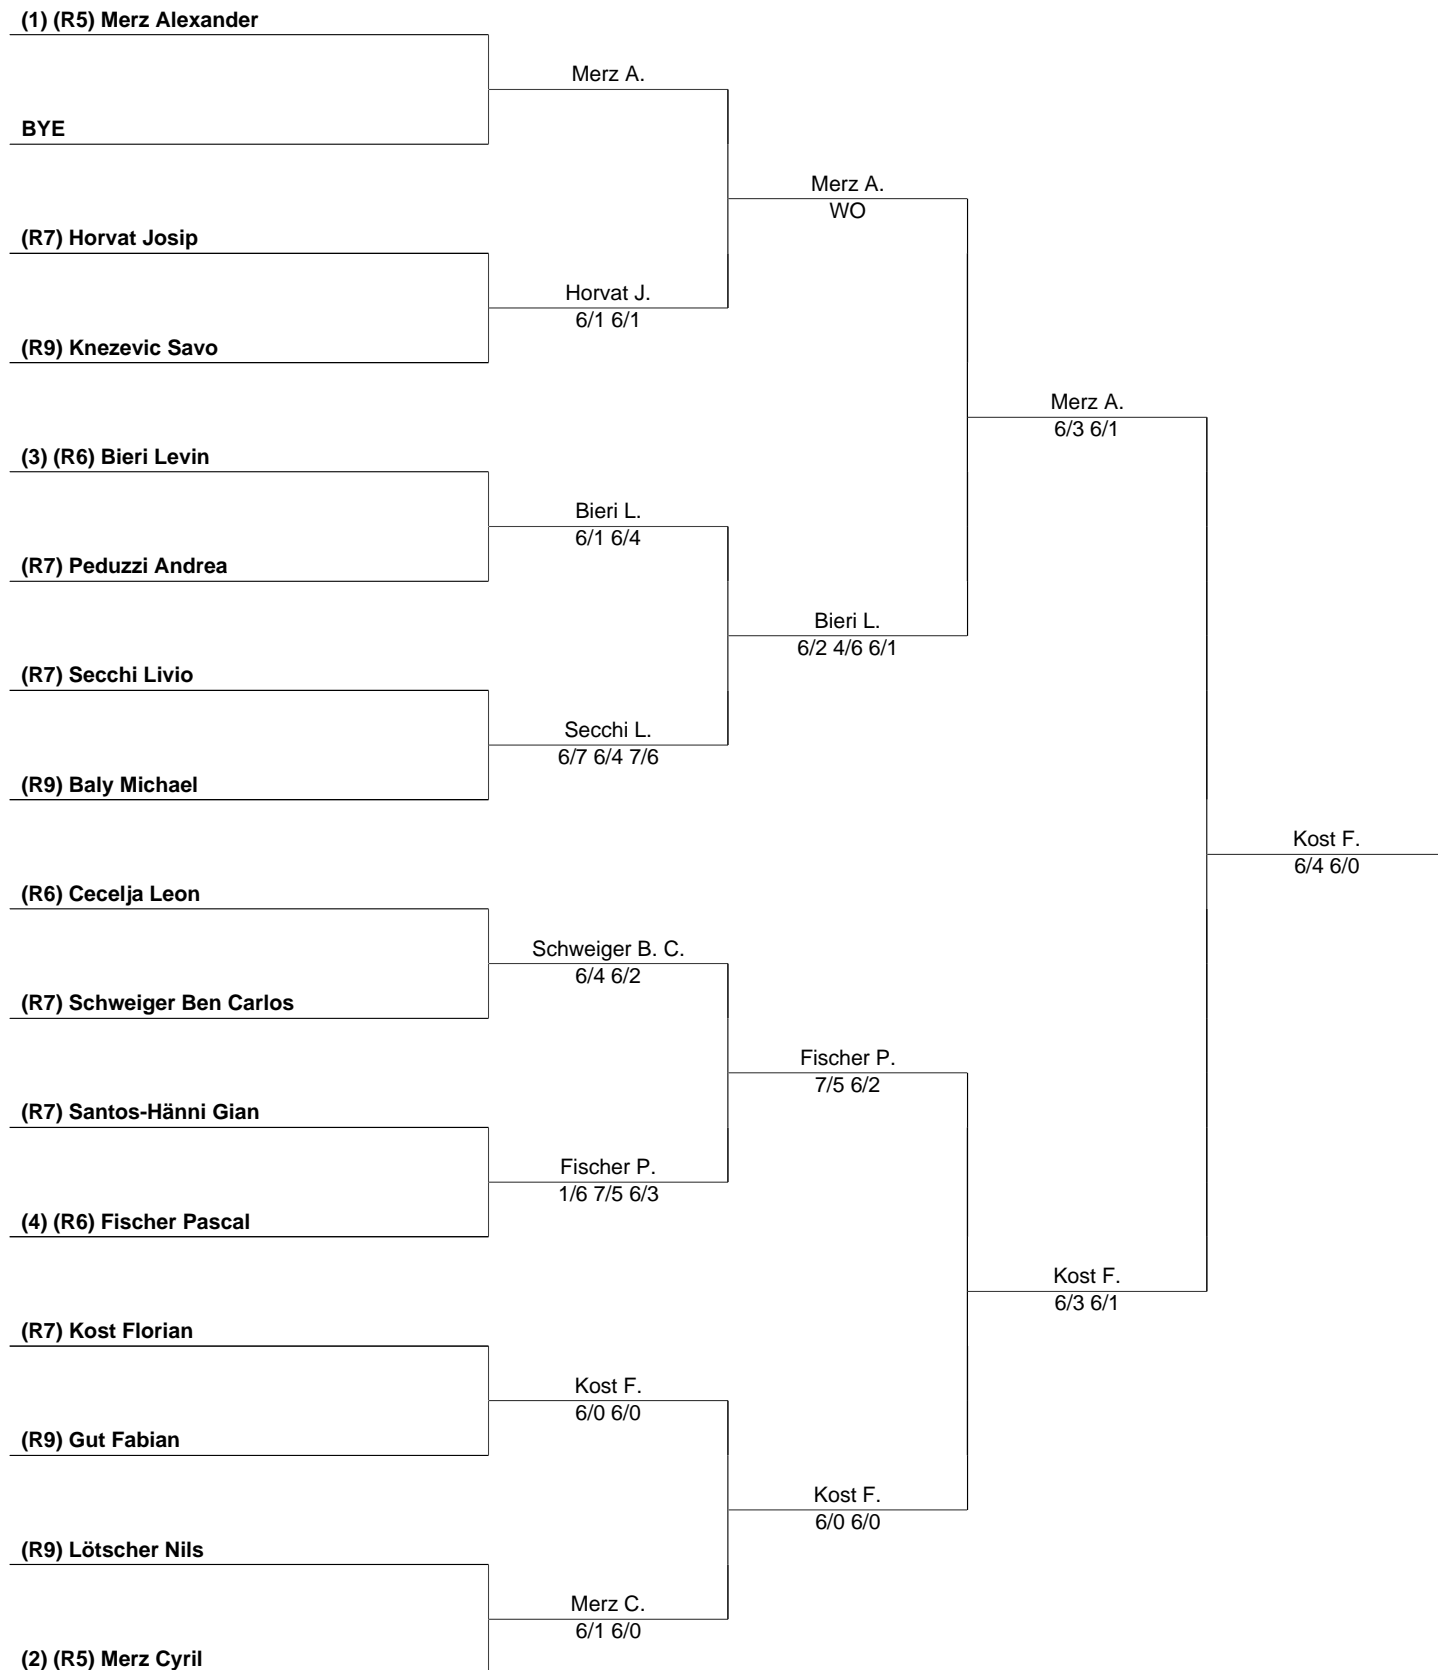 (1) (R5) Merz Alexander
Merz A.
BYE
Merz A.
WO
(R7) Horvat Josip
Horvat J.
6/1 6/1
(R9) Knezevic Savo
Merz A.
6/3 6/1
(3) (R6) Bieri Levin
Bieri L.
6/1 6/4
(R7) Peduzzi Andrea
Bieri L.
6/2 4/6 6/1
(R7) Secchi Livio
Secchi L.
6/7 6/4 7/6
(R9) Baly Michael
Kost F.
6/4 6/0
(R6) Cecelja Leon
Schweiger B. C.
6/4 6/2
(R7) Schweiger Ben Carlos
Fischer P.
7/5 6/2
(R7) Santos-Hänni Gian
Fischer P.
1/6 7/5 6/3
(4) (R6) Fischer Pascal
Kost F.
6/3 6/1
(R7) Kost Florian
Kost F.
6/0 6/0
(R9) Gut Fabian
Kost F.
6/0 6/0
(R9) Lötscher Nils
Merz C.
6/1 6/0
(2) (R5) Merz Cyril